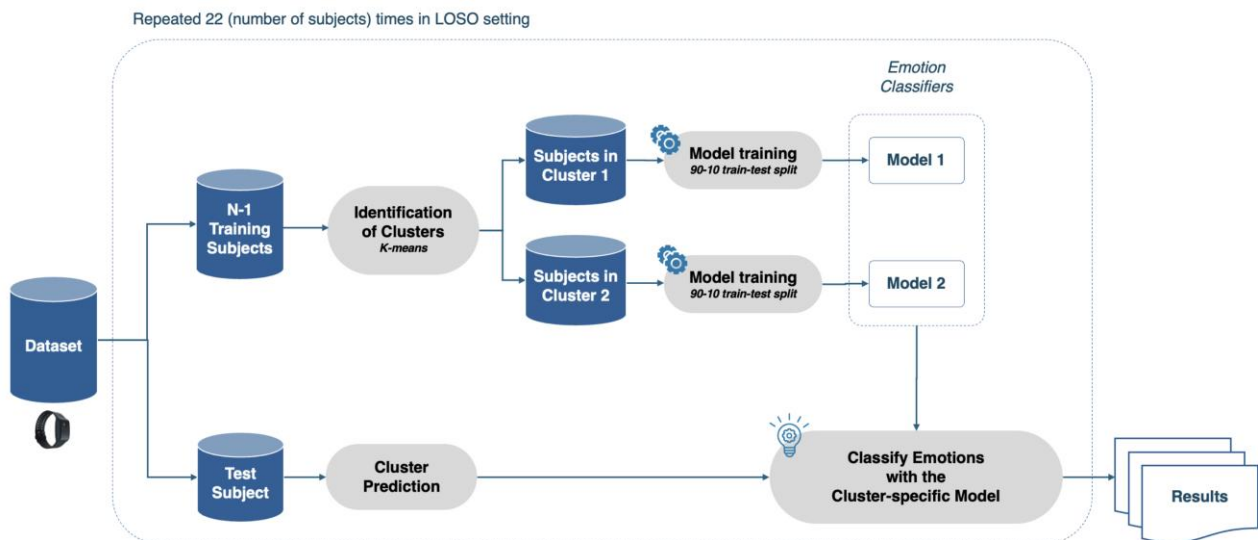 Repeated 22 (number of subjects) times in LOSO setting
Emotion
Classifiers
Subjects in
Cluster 1
Model training
90-10 train-test split
Model 1
N-1
Training
Subjects
Identification
of Clusters
K-means
Subjects in
Cluster 2
Model training
90-10 train-test split
Model 2
Dataset
Test
Subject
Cluster
Prediction
Classify Emotions
with the
Cluster-specific Model
Results